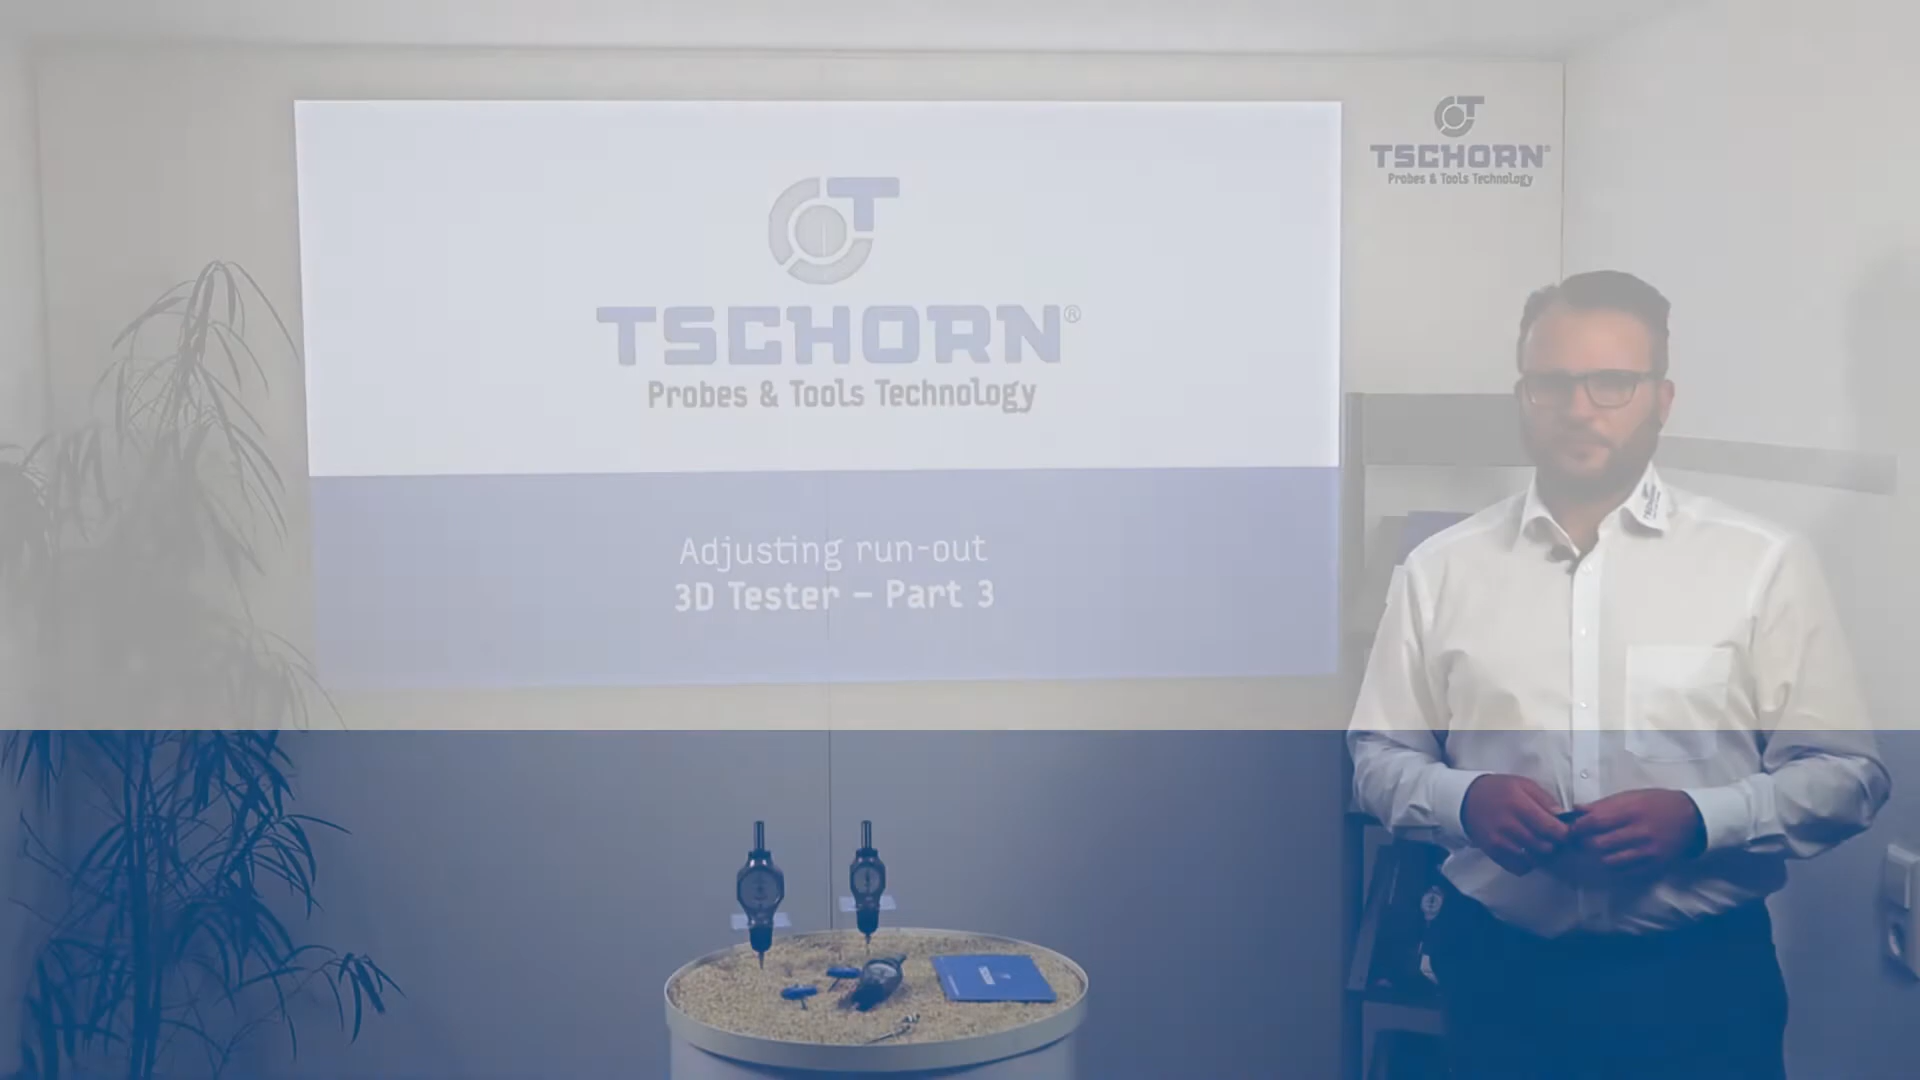 TSCHORN®
Probes & Tools Technology
Adjusting run-out
3D Tester – Part 3
TSCHORN®
Probes & Tools Technology